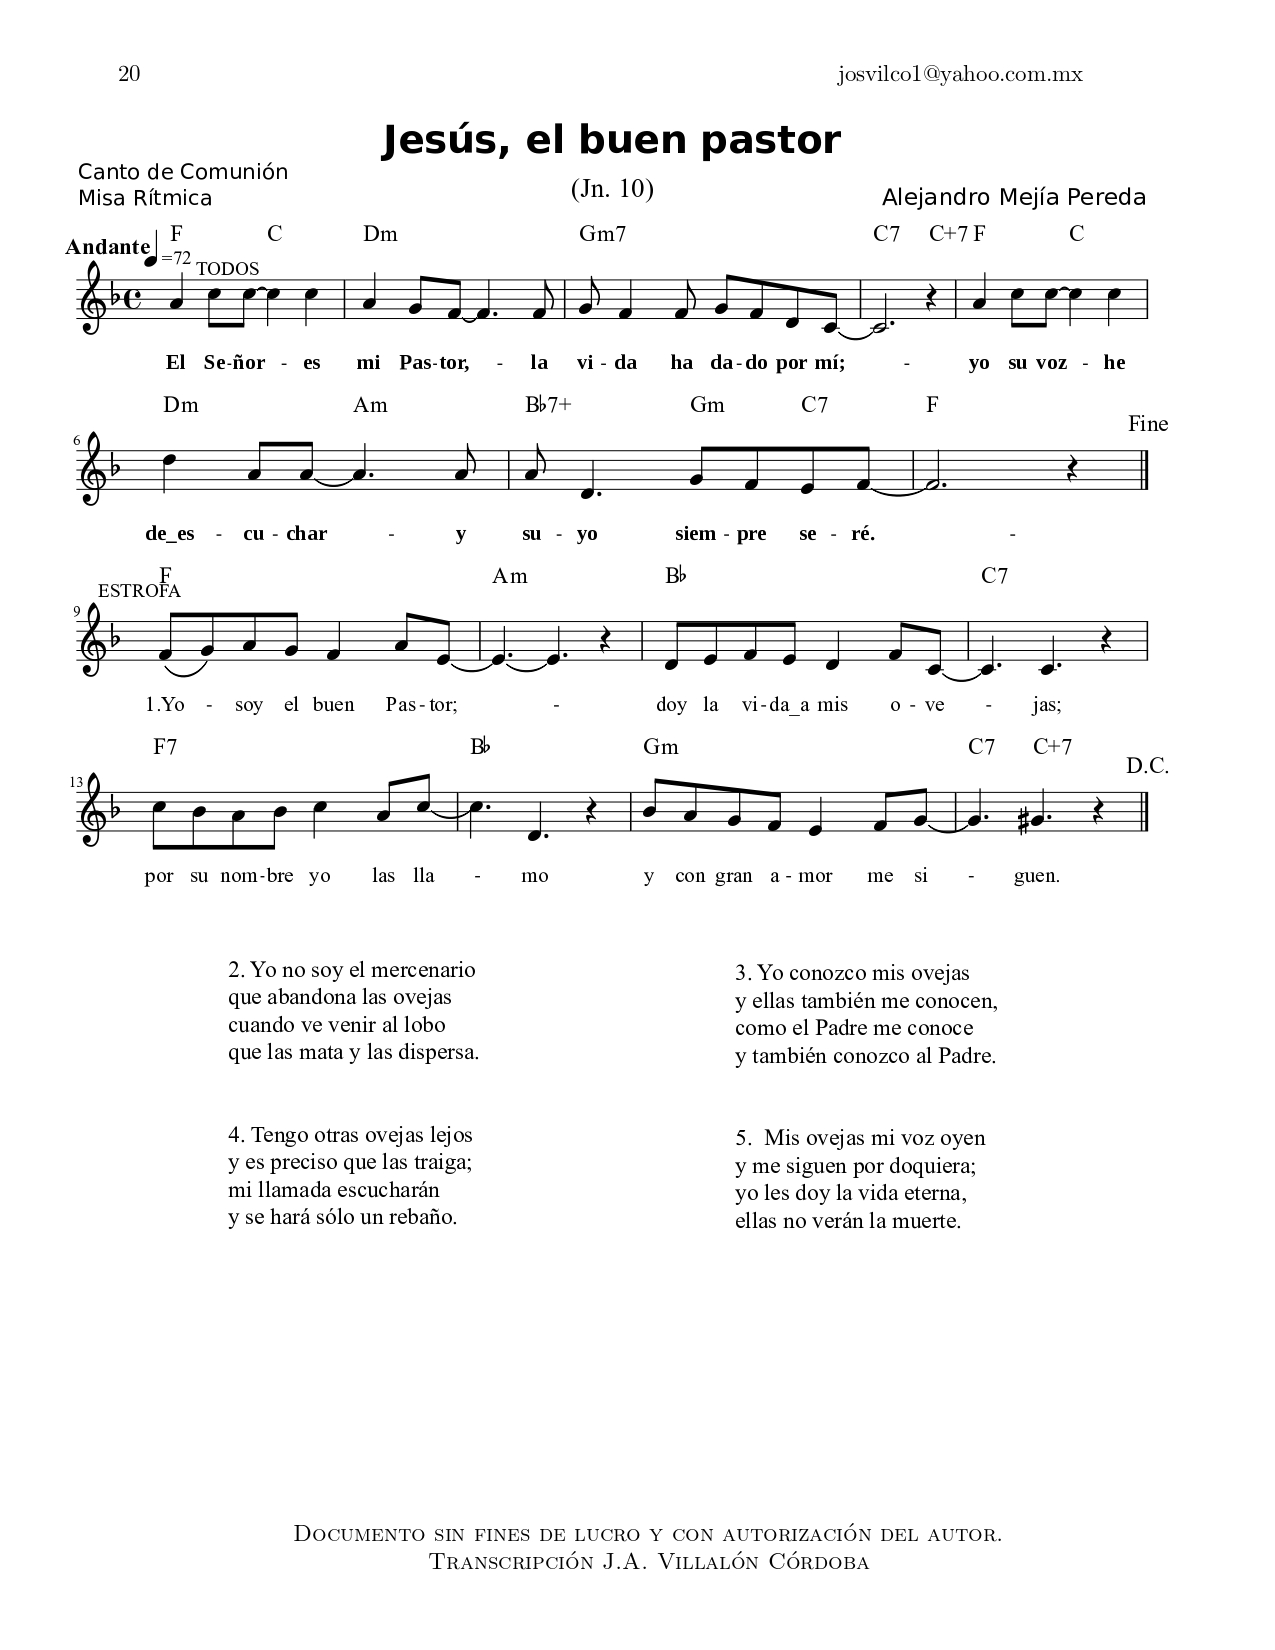 20 josvilco1@yahoo.com.mx
Jesús, el buen pastor
Canto de Comunión
Misa Rítmica
(Jn. 10)
Alejandro Mejía Pereda
Andante =72
TODOS
F C Dm Gm7 C7 C+7 F C
El Se-ñor - es mi Pas-tor, - la vi - da ha da-do por mí; - yo su voz - he
Dm Am B♭7+ Gm C7 F
Fine
6
de_es - cu - char - y su - yo siem - pre se - ré. -
F Am B♭ C7
ESTROFA
9
1.Yo - soy el buen Pas-tor; - doy la vi-da_a mis o - ve - jas;
F7 B♭ Gm C7 C+7
D.C.
13
por su nom-bre yo las lla - mo y con gran a-mor me si - guen.
2. Yo no soy el mercenario
que abandona las ovejas
cuando ve venir al lobo
que las mata y las dispersa.
3. Yo conozco mis ovejas
y ellas también me conocen,
como el Padre me conoce
y también conozco al Padre.
4. Tengo otras ovejas lejos
y es preciso que las traiga;
mi llamada escucharán
y se hará sólo un rebaño.
5. Mis ovejas mi voz oyen
y me siguen por doquiera;
yo les doy la vida eterna,
ellas no verán la muerte.
Documento sin fines de lucro y con autorización del autor.
Transcripción J.A. Villalón Córdoba